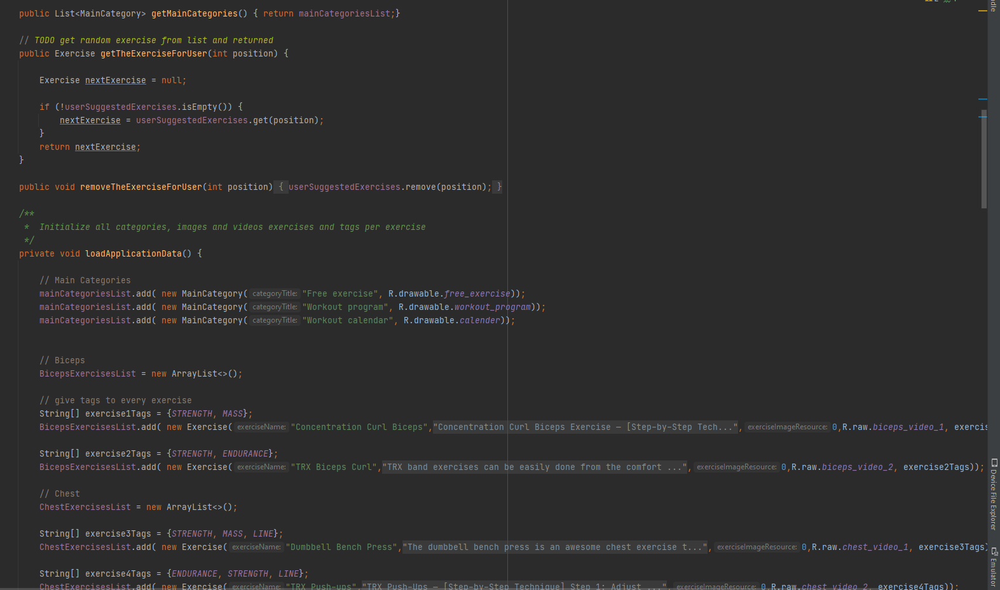 public List<MainCategory> getMainCategories() { return mainCategoriesList;}
// TODO get random exercise from list and returned
public Exercise getTheExerciseForUser(int position) {
Exercise nextExercise = null;
if (!userSuggestedExercises.isEmpty()) {
nextExercise = userSuggestedExercises.get(position);
}
return nextExercise;
}
public void removeTheExerciseForUser(int position) { userSuggestedExercises.remove(position); }
/**
*  Initialize all categories, images and videos exercises and tags per exercise
*/
private void loadApplicationData() {
// Main Categories
mainCategoriesList.add( new MainCategory( categoryTitle: "Free exercise", R.drawable.free_exercise));
mainCategoriesList.add( new MainCategory( categoryTitle: "Workout program", R.drawable.workout_program));
mainCategoriesList.add( new MainCategory( categoryTitle: "Workout calendar", R.drawable.calender));
// Biceps
BicepsExercisesList = new ArrayList<>();
// give tags to every exercise
String[] exercise1Tags = {STRENGTH, MASS};
BicepsExercisesList.add( new Exercise( exerciseName: "Concentration Curl Biceps","Concentration Curl Biceps Exercise – [Step-by-Step Tech...", exerciseImageResource: 0,R.raw.biceps_video_1, exercis
String[] exercise2Tags = {STRENGTH, ENDURANCE};
BicepsExercisesList.add( new Exercise( exerciseName: "TRX Biceps Curl","TRX band exercises can be easily done from the comfort ...", exerciseImageResource: 0,R.raw.biceps_video_2, exercise2Tags));
// Chest
ChestExercisesList = new ArrayList<>();
String[] exercise3Tags = {STRENGTH, MASS, LINE};
ChestExercisesList.add( new Exercise( exerciseName: "Dumbbell Bench Press","The dumbbell bench press is an awesome chest exercise t...", exerciseImageResource: 0,R.raw.chest_video_1, exercise3Tags)
String[] exercise4Tags = {ENDURANCE, STRENGTH, LINE};
ChestExercisesList.add( new Exercise( exerciseName: "TRX Push-ups","TRX Push-Ups – [Step-by-Step Technique] Step 1: Adjust ...", exerciseImageResource: 0,R.raw.chest_video_2, exercise4Tags));
Device File Explorer
Emulator